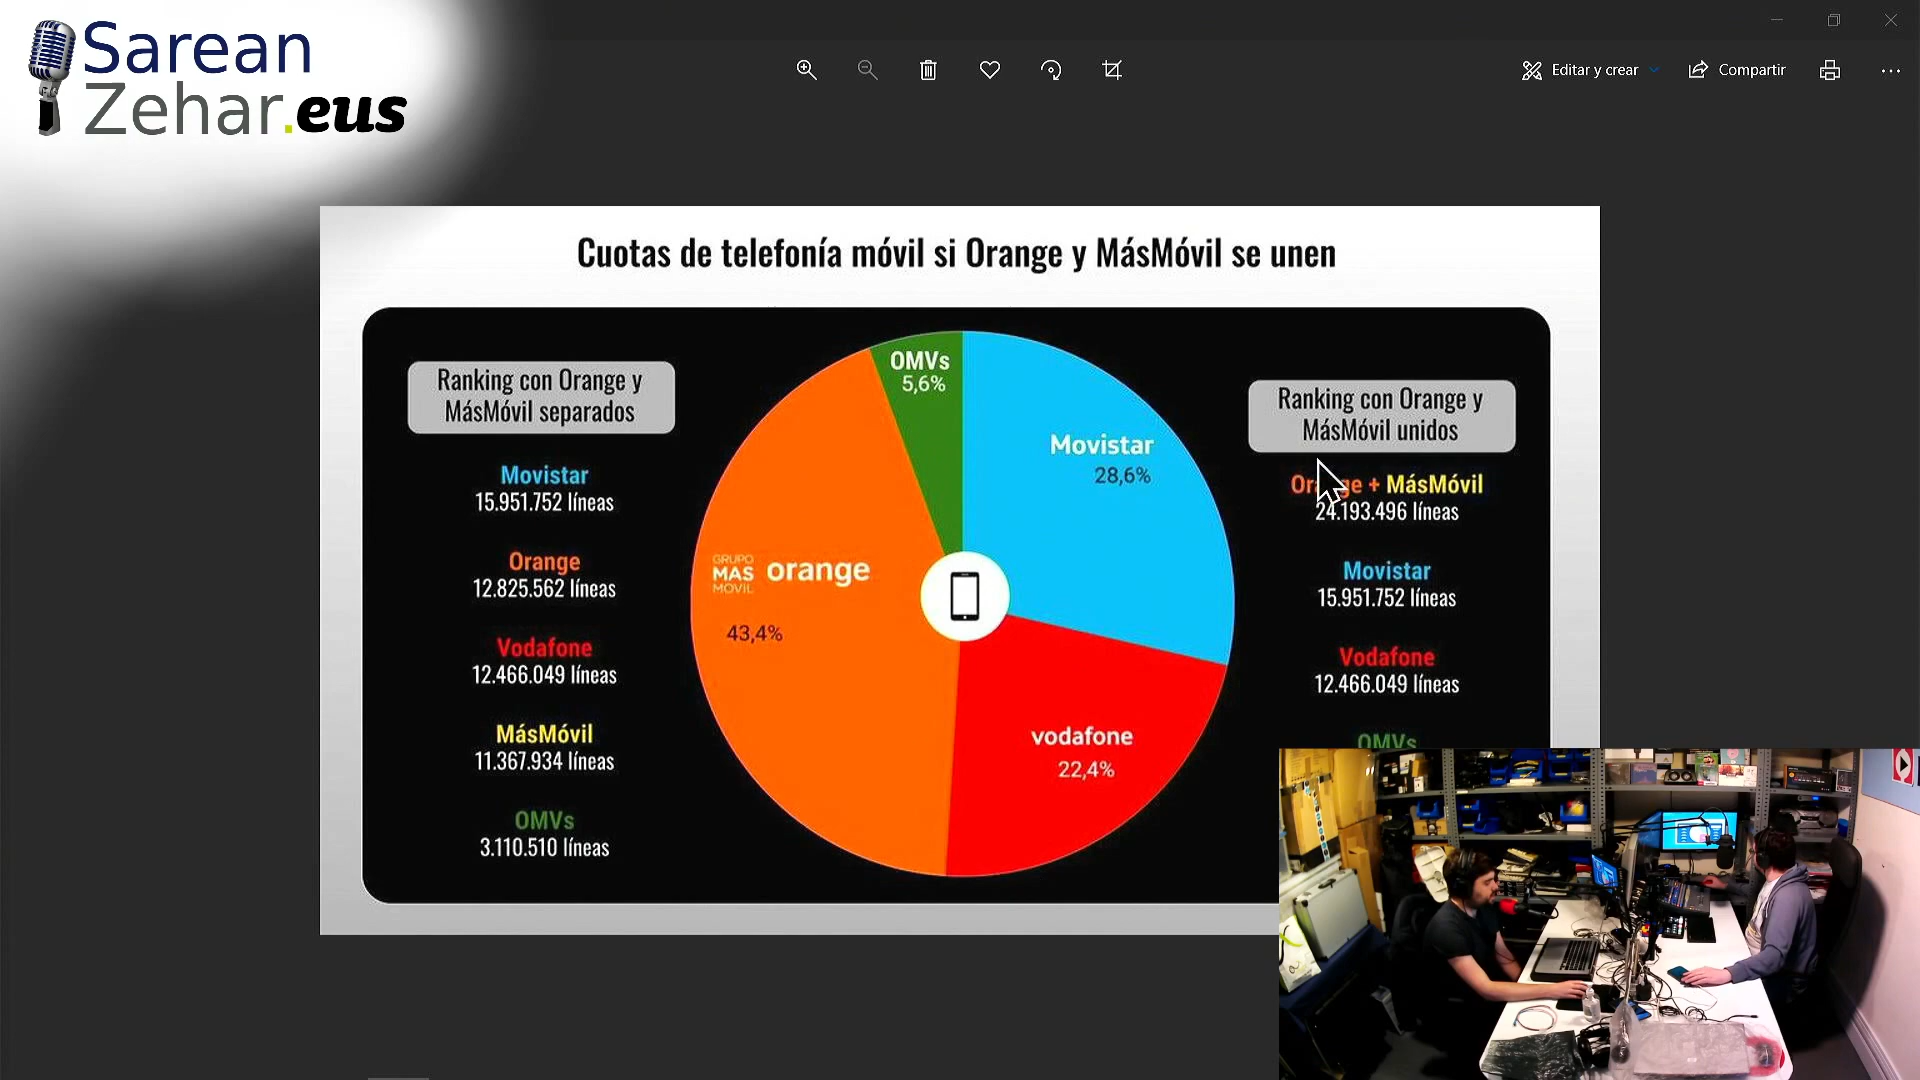 Sarean
Zehar.eus
Editar y crear
Compartir
Cuotas de telefonía móvil si Orange y MásMóvil se unen
Ranking con Orange y
MásMóvil separados
Movistar
15.951.752 líneas
Orange
12.825.562 líneas
Vodafone
12.466.049 líneas
MásMóvil
11.367.934 líneas
OMVs
3.110.510 líneas
OMVs
5,6%
Movistar
28,6%
GRUPO
MAS
MOVIL
orange
43,4%
vodafone
22,4%
Ranking con Orange y
MásMóvil unidos
Orange + MásMóvil
24.193.496 líneas
Movistar
15.951.752 líneas
Vodafone
12.466.049 líneas
OMVs